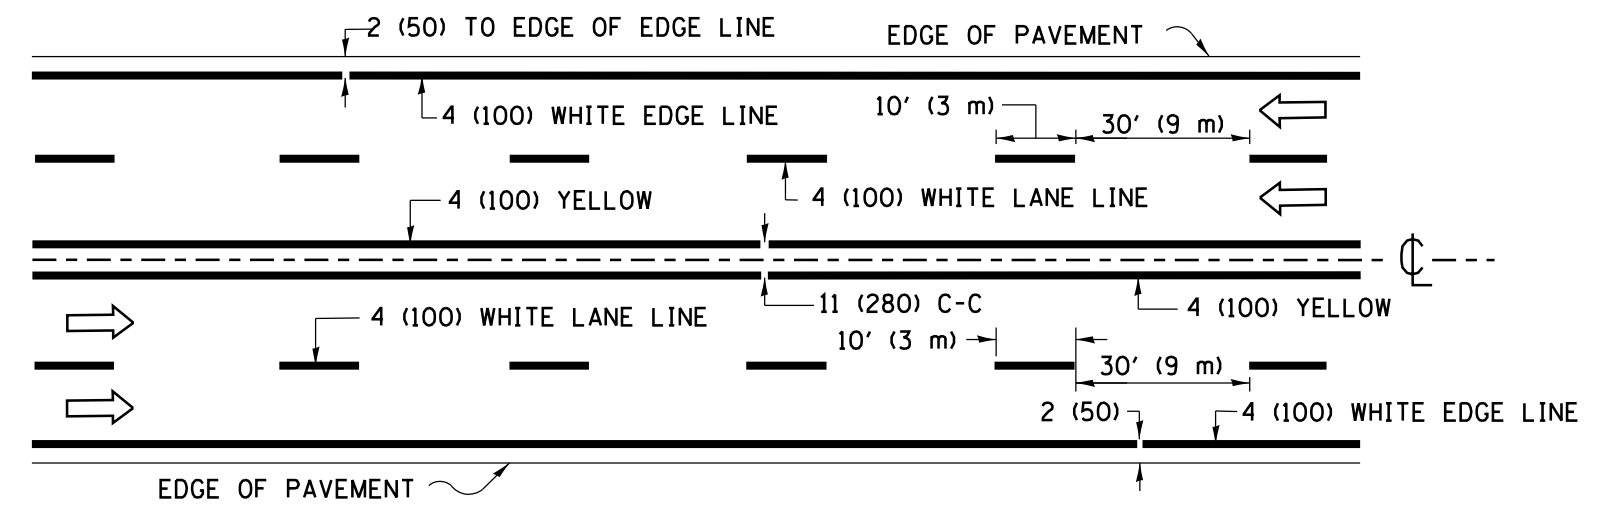 2 (50) TO EDGE OF EDGE LINE
EDGE OF PAVEMENT
4 (100) WHITE EDGE LINE
10' (3 m)
30' (9 m)
4 (100) YELLOW
4 (100) WHITE LANE LINE
℄
11 (280) C-C
4 (100) YELLOW
4 (100) WHITE LANE LINE
10' (3 m)
30' (9 m)
2 (50)
4 (100) WHITE EDGE LINE
EDGE OF PAVEMENT